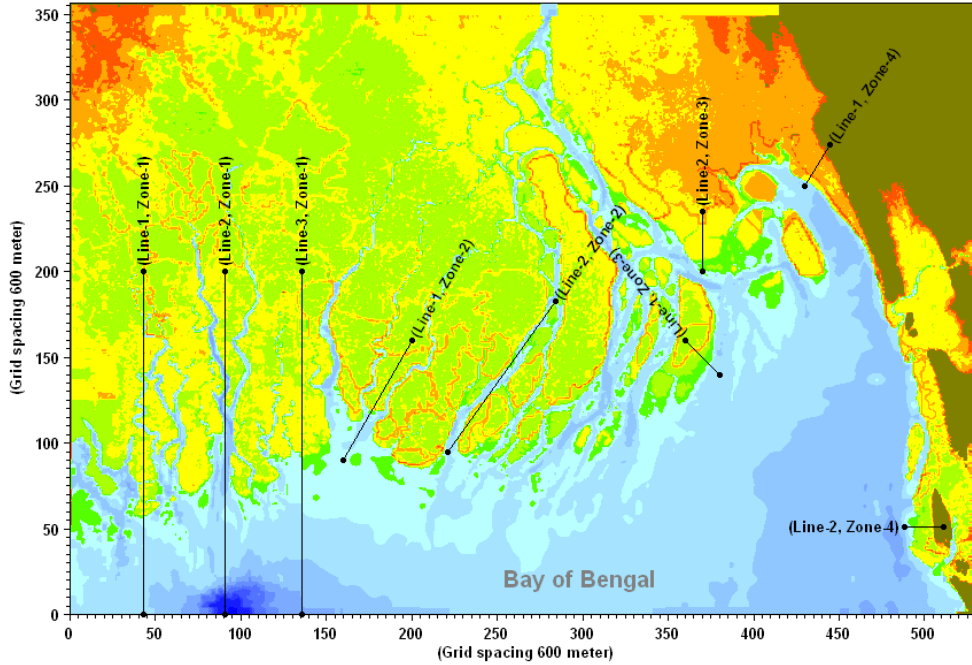 (Grid spacing 600 meter)
350
300
250
200
150
100
50
0
(Line-1, Zone-1)
(Line-2, Zone-1)
(Line-3, Zone-1)
(Line-1, Zone-2)
(Line-2, Zone-2)
(Line-1, Zone-3)
(Line-2, Zone-3)
(Line-1, Zone-4)
(Line-2, Zone-4)
Bay of Bengal
0 50 100 150 200 250 300 350 400 450 500
(Grid spacing 600 meter)